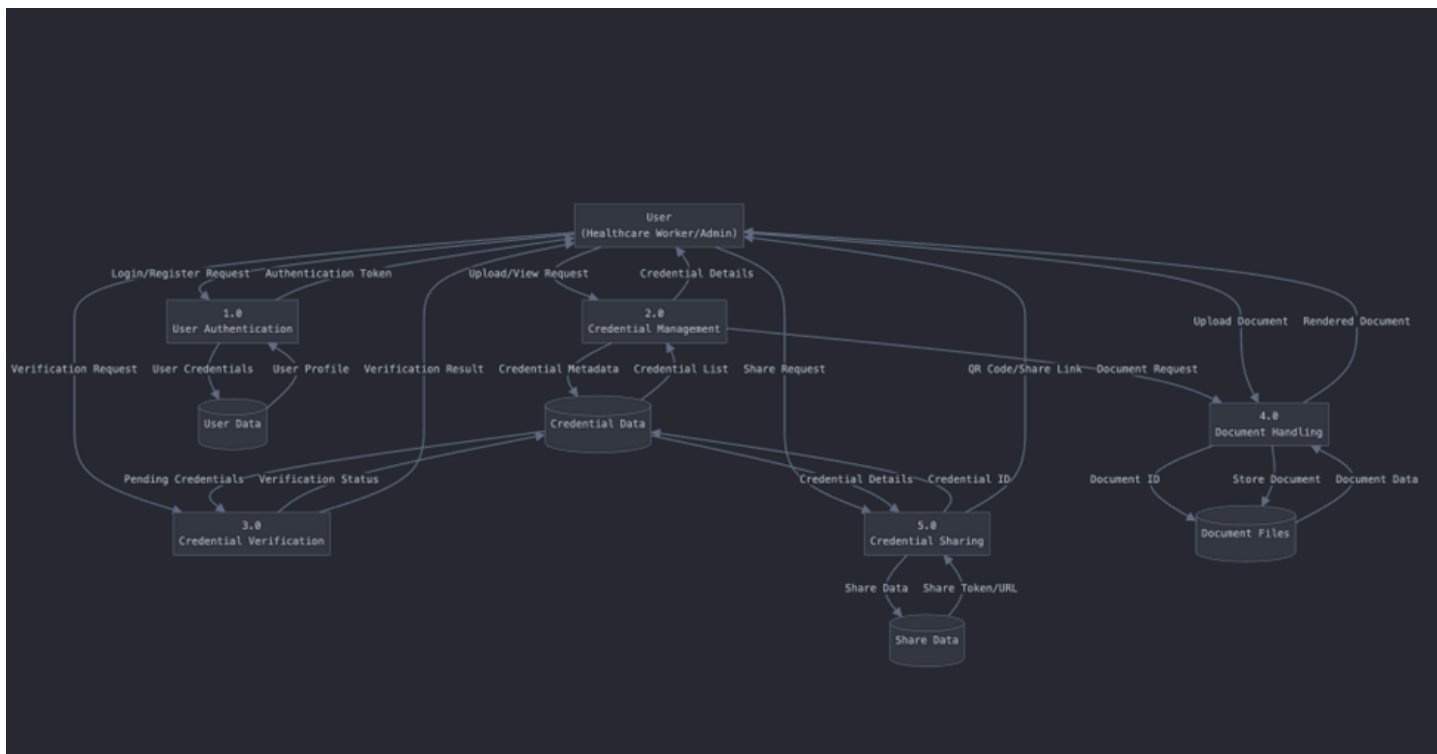 User
(Healthcare Worker/Admin)
Login/Register Request
Authentication Token
Upload/View Request
Credential Details
1.0
User Authentication
2.0
Credential Management
Upload Document
Rendered Document
Verification Request
User Credentials
User Profile
Verification Result
Credential Metadata
Credential List
Share Request
QR Code/Share Link
Document Request
User Data
Credential Data
4.0
Document Handling
Pending Credentials
Verification Status
Credential Details
Credential ID
Document ID
Store Document
Document Data
3.0
Credential Verification
5.0
Credential Sharing
Document Files
Share Data
Share Token/URL
Share Data